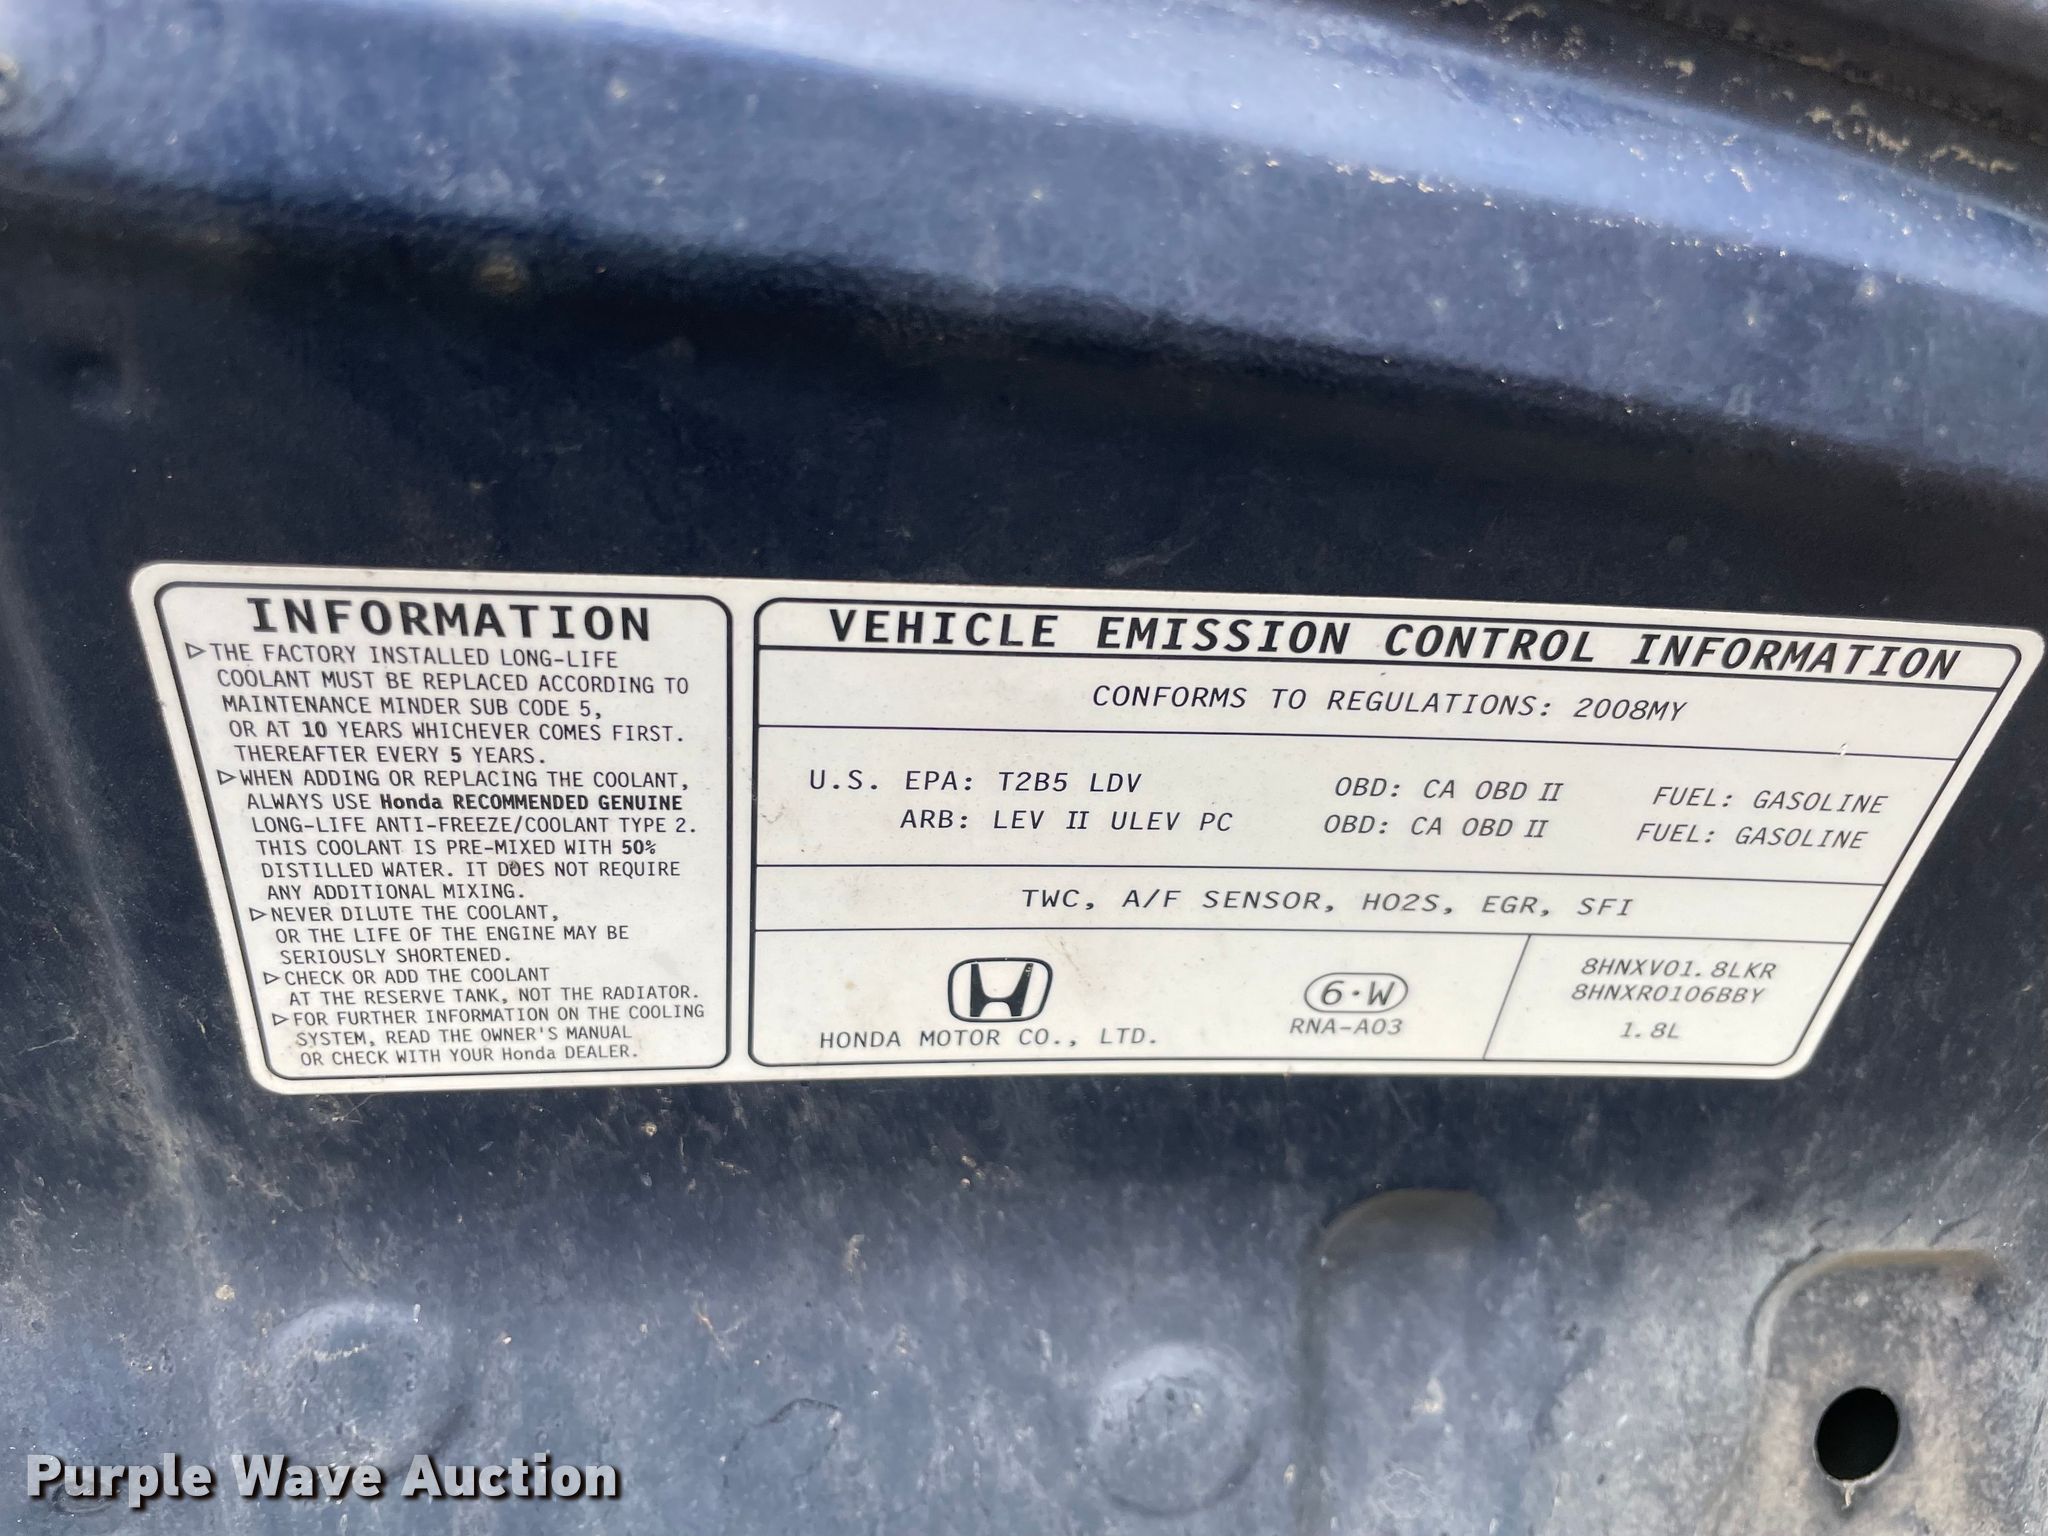 INFORMATION
▷THE FACTORY INSTALLED LONG-LIFE
COOLANT MUST BE REPLACED ACCORDING TO
MAINTENANCE MINDER SUB CODE 5,
OR AT 10 YEARS WHICHEVER COMES FIRST.
THEREAFTER EVERY 5 YEARS.
▷WHEN ADDING OR REPLACING THE COOLANT,
ALWAYS USE Honda RECOMMENDED GENUINE
LONG-LIFE ANTI-FREEZE/COOLANT TYPE 2.
THIS COOLANT IS PRE-MIXED WITH 50%
DISTILLED WATER. IT DOES NOT REQUIRE
ANY ADDITIONAL MIXING.
▷NEVER DILUTE THE COOLANT,
OR THE LIFE OF THE ENGINE MAY BE
SERIOUSLY SHORTENED.
▷CHECK OR ADD THE COOLANT
AT THE RESERVE TANK, NOT THE RADIATOR.
▷FOR FURTHER INFORMATION ON THE COOLING
SYSTEM, READ THE OWNER'S MANUAL
OR CHECK WITH YOUR Honda DEALER.
VEHICLE EMISSION CONTROL INFORMATION
CONFORMS TO REGULATIONS: 2008MY
U.S. EPA: T2B5 LDV OBD: CA OBD II FUEL: GASOLINE
ARB: LEV II ULEV PC OBD: CA OBD II FUEL: GASOLINE
TWC, A/F SENSOR, HO2S, EGR, SFI
HONDA MOTOR CO., LTD.
6·W
RNA-A03
8HNXV01.8LKR
8HNXR0106BBY
1.8L
Purple Wave Auction